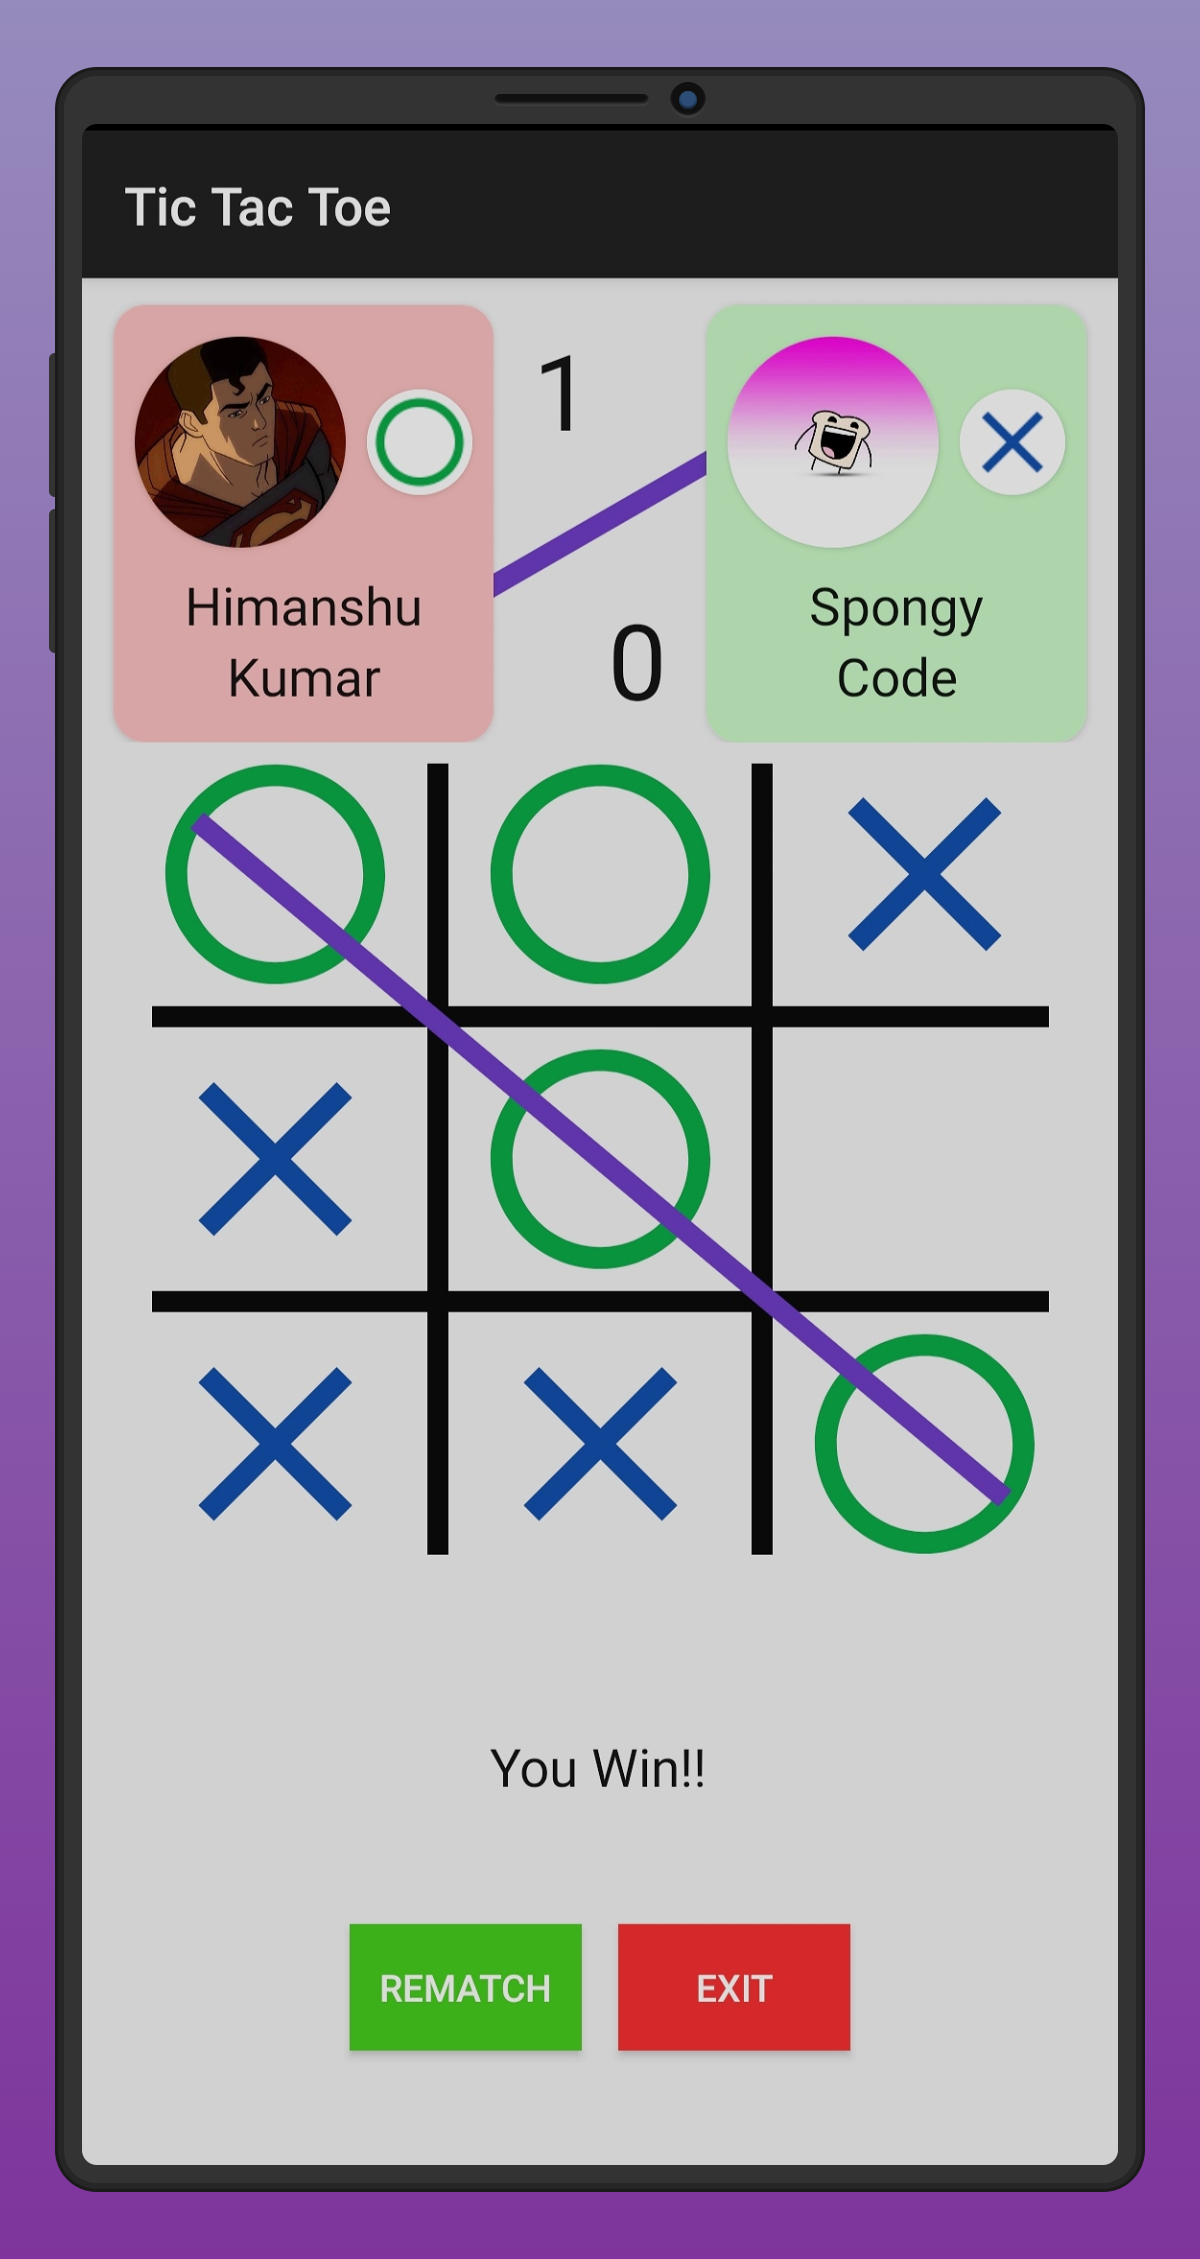 Tic Tac Toe
1
Himanshu
Kumar
0
Spongy
Code
You Win!!
REMATCH
EXIT